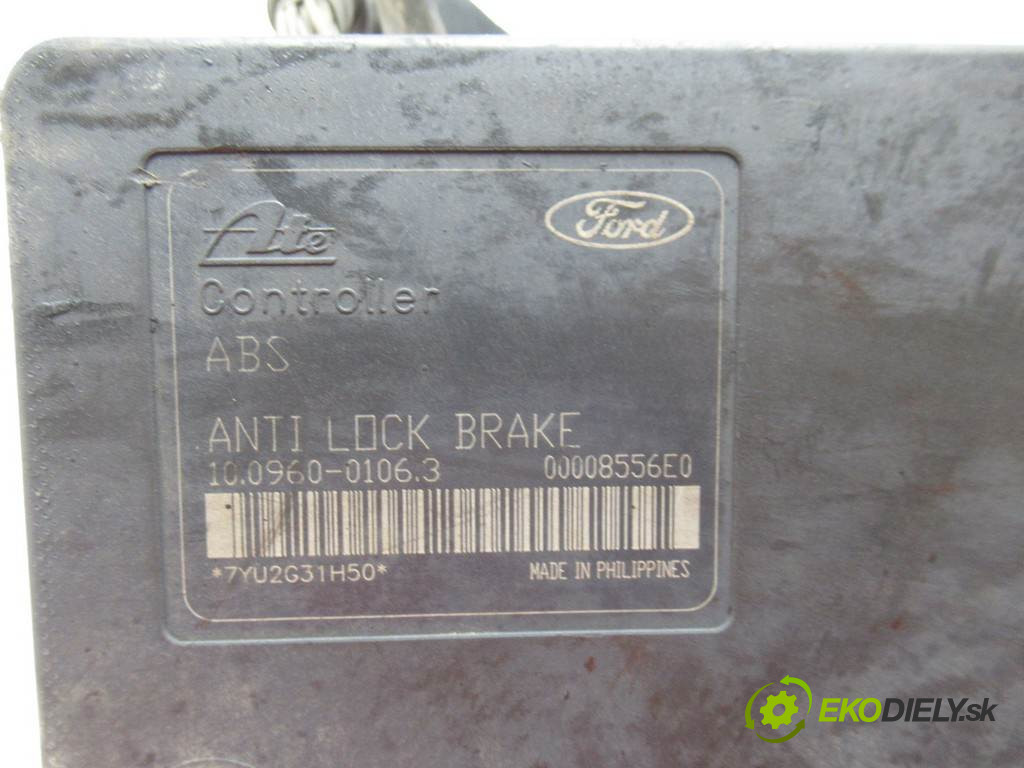 Ate
Ford
Controller
ABS
ANTI LOCK BRAKE
10.0960-0106.3 00008556E0
*7YU2G31H50* MADE IN PHILIPPINES
EKODIELY.sk